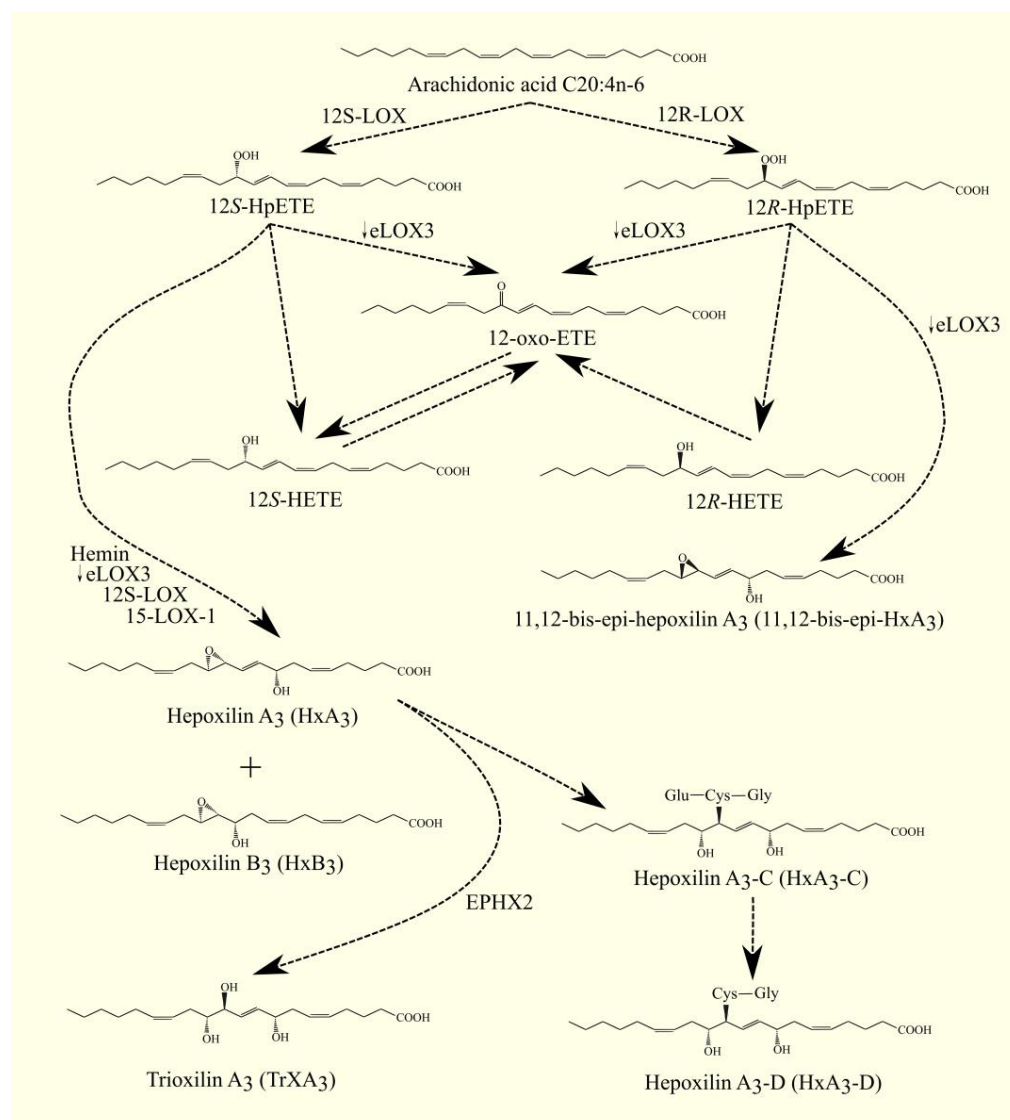 COOH
Arachidonic acid C20:4n-6
12S-LOX
12R-LOX
OOH
COOH
12S-HpETE
OOH
COOH
12R-HpETE
↓eLOX3
↓eLOX3
O
COOH
12-oxo-ETE
↓eLOX3
OH
COOH
12S-HETE
OH
COOH
12R-HETE
Hemin
↓eLOX3
12S-LOX
15-LOX-1
O
COOH
OH
11,12-bis-epi-hepoxilin A3 (11,12-bis-epi-HxA3)
O
COOH
OH
Hepoxilin A3 (HxA3)
+
O
COOH
OH
Hepoxilin B3 (HxB3)
Glu—Cys—Gly
COOH
OH
OH
Hepoxilin A3-C (HxA3-C)
EPHX2
OH
COOH
OH
OH
Trioxilin A3 (TrXA3)
Cys—Gly
COOH
OH
OH
Hepoxilin A3-D (HxA3-D)